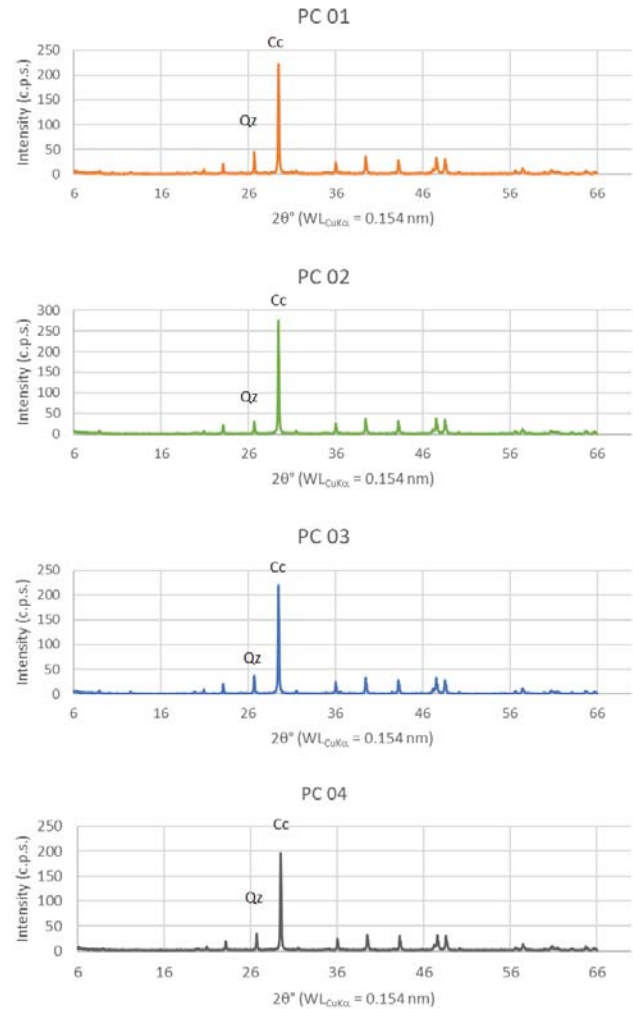 PC 01
Cc
Qz
Intensity (c.p.s.)
250
200
150
100
50
0
6 16 26 36 46 56 66
2θ° (WL_CuKα = 0.154 nm)
PC 02
Cc
Qz
Intensity (c.p.s.)
300
250
200
150
100
50
0
6 16 26 36 46 56 66
2θ° (WL_CuKα = 0.154 nm)
PC 03
Cc
Qz
Intensity (c.p.s.)
250
200
150
100
50
0
6 16 26 36 46 56 66
2θ° (WL_CuKα = 0.154 nm)
PC 04
Cc
Qz
Intensity (c.p.s.)
250
200
150
100
50
0
6 16 26 36 46 56 66
2θ° (WL_CuKα = 0.154 nm)